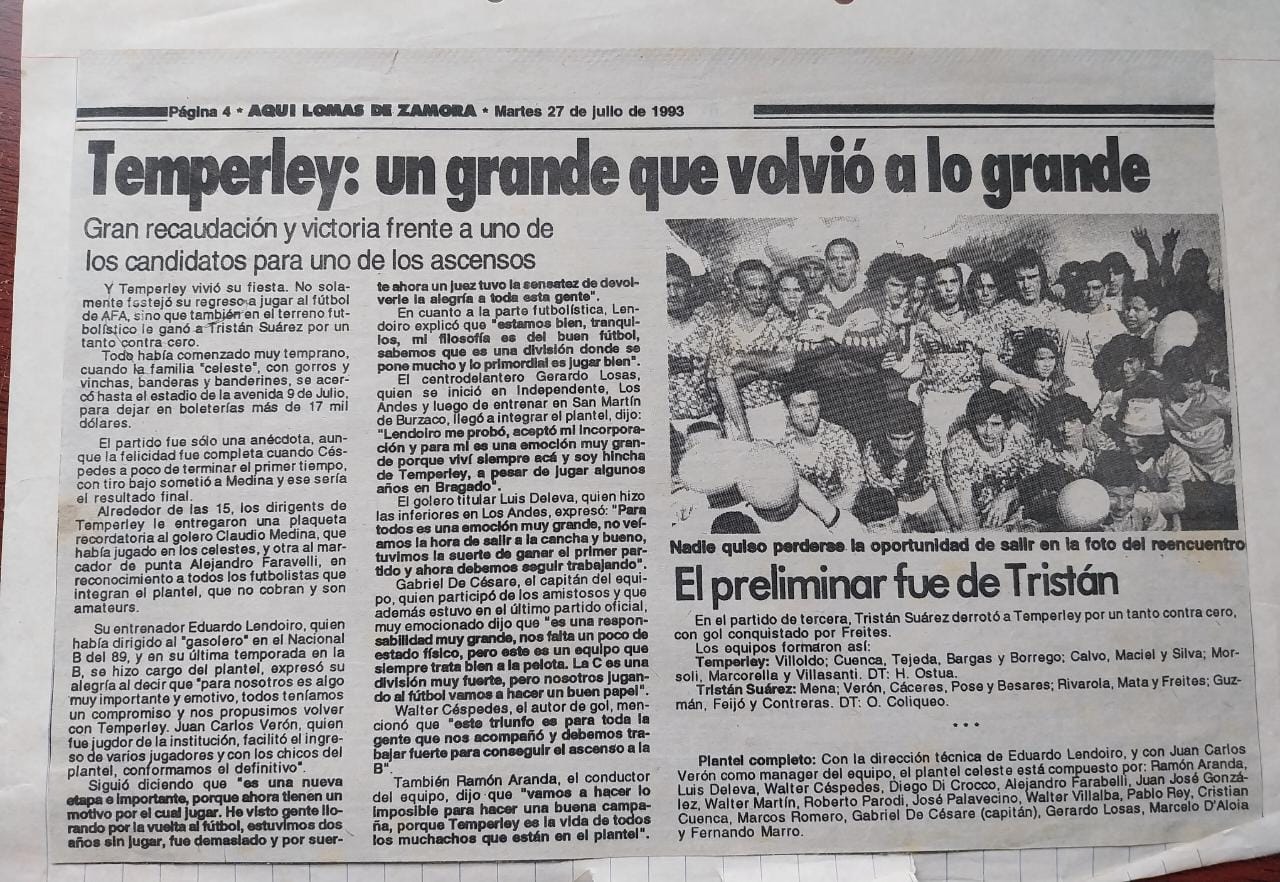 Página 4 * AQUI LOMAS DE ZAMORA * Martes 27 de julio de 1993
Temperley: un grande que volvió a lo grande
Gran recaudación y victoria frente a uno de
los candidatos para uno de los ascensos
Y Temperley vivió su fiesta. No sola-
mente festejó su regreso a jugar al fútbol
de AFA, sino que también en el terreno fut-
bolístico le ganó a Tristán Suárez por un
tanto contra cero.
Todo había comenzado muy temprano,
cuando la familia "celeste", con gorros y
vinchas, banderas y banderines, se acer-
có hasta el estadio de la avenida 9 de Julio,
para dejar en boleterías más de 17 mil
dólares.
El partido fue sólo una anécdota, aun-
que la felicidad fue completa cuando Cés-
pedes a poco de terminar el primer tiempo,
con tiro bajo sometió a Medina y ese sería
el resultado final.
Alrededor de las 15, los dirigents de
Temperley le entregaron una plaqueta
recordatoria al golero Claudio Medina, que
había jugado en los celestes, y otra al mar-
cador de punta Alejandro Faravelli, en
reconocimiento a todos los futbolistas que
integran el plantel, que no cobran y son
amateurs.
Su entrenador Eduardo Lendoiro, quien
había dirigido al "gasolero" en el Nacional
B del 89, y en su última temporada en la
B, se hizo cargo del plantel, expresó su
alegría al decir que "para nosotros es algo
muy importante y emotivo, todos teníamos
un compromiso y nos propusimos volver
con Temperley. Juan Carlos Verón, quien
fue jugdor de la institución, facilitó el ingre-
so de varios jugadores y con los chicos del
plantel, conformamos el definitivo".
Siguió diciendo que "es una nueva
etapa e importante, porque ahora tienen un
motivo por el cual jugar. He visto gente llo-
rando por la vuelta al fútbol, estuvimos dos
años sin jugar, fue demasiado y por suer-
te ahora un juez tuvo la sensatez de devol-
verle la alegría a toda esta gente".
En cuanto a la parte futbolística, Len-
doiro explicó que "estamos bien, tranqui-
los, mi filosofía es del buen fútbol,
sabemos que es una división donde se
pone mucho y lo primordial es jugar bien".
El centrodelantero Gerardo Losas,
quien se inició en Independiente, Los
Andes y luego de entrenar en San Martín
de Burzaco, llegó a integrar el plantel, dijo:
"Lendoiro me probó, aceptó mi incorpora-
ción y para mí es una emoción muy gran-
de porque viví siempre acá y soy hincha
de Temperley, a pesar de jugar algunos
años en Bragado".
El golero titular Luis Deleva, quien hizo
las inferiores en Los Andes, expresó: "Para
todos es una emoción muy grande, no veí-
amos la hora de salir a la cancha y bueno,
tuvimos la suerte de ganar el primer par-
tido y ahora debemos seguir trabajando".
Gabriel De Césare, el capitán del equi-
po, quien participó de los amistosos y que
además estuvo en el último partido oficial,
muy emocionado dijo que "es una respon-
sabilidad muy grande, nos falta un poco de
estado físico, pero este es un equipo que
siempre trata bien a la pelota. La C es una
división muy fuerte, pero nosotros jugan-
do al fútbol vamos a hacer un buen papel".
Walter Céspedes, el autor de gol, men-
cionó que "este triunfo es para toda la
gente que nos acompañó y debemos tra-
bajar fuerte para conseguir el ascenso a la
B".
También Ramón Aranda, el conductor
del equipo, dijo que "vamos a hacer lo
imposible para hacer una buena campa-
ña, porque Temperley es la vida de todos
los muchachos que están en el plantel".
Nadie quiso perderse la oportunidad de salir en la foto del reencuentro
El preliminar fue de Tristán
En el partido de tercera, Tristán Suárez derrotó a Temperley por un tanto contra cero,
con gol conquistado por Freites.
Los equipos formaron así:
Temperley: Villoldo; Cuenca, Tejeda, Bargas y Borrego; Calvo, Maciel y Silva; Mor-
soli, Marcorella y Villasanti. DT: H. Ostua.
Tristán Suárez: Mena; Verón, Cáceres, Pose y Besares; Rivarola, Mata y Freites; Guz-
mán, Feijó y Contreras. DT: O. Coliqueo.
* * *
Plantel completo: Con la dirección técnica de Eduardo Lendoiro, y con Juan Carlos
Verón como manager del equipo, el plantel celeste está compuesto por: Ramón Aranda,
Luis Deleva, Walter Céspedes, Diego Di Crocco, Alejandro Farabelli, Juan José Gonzá-
lez, Walter Martín, Roberto Parodi, José Palavecino, Walter Villalba, Pablo Rey, Cristian
Cuenca, Marcos Romero, Gabriel De Césare (capitán), Gerardo Losas, Marcelo D'Aloia
y Fernando Marro.